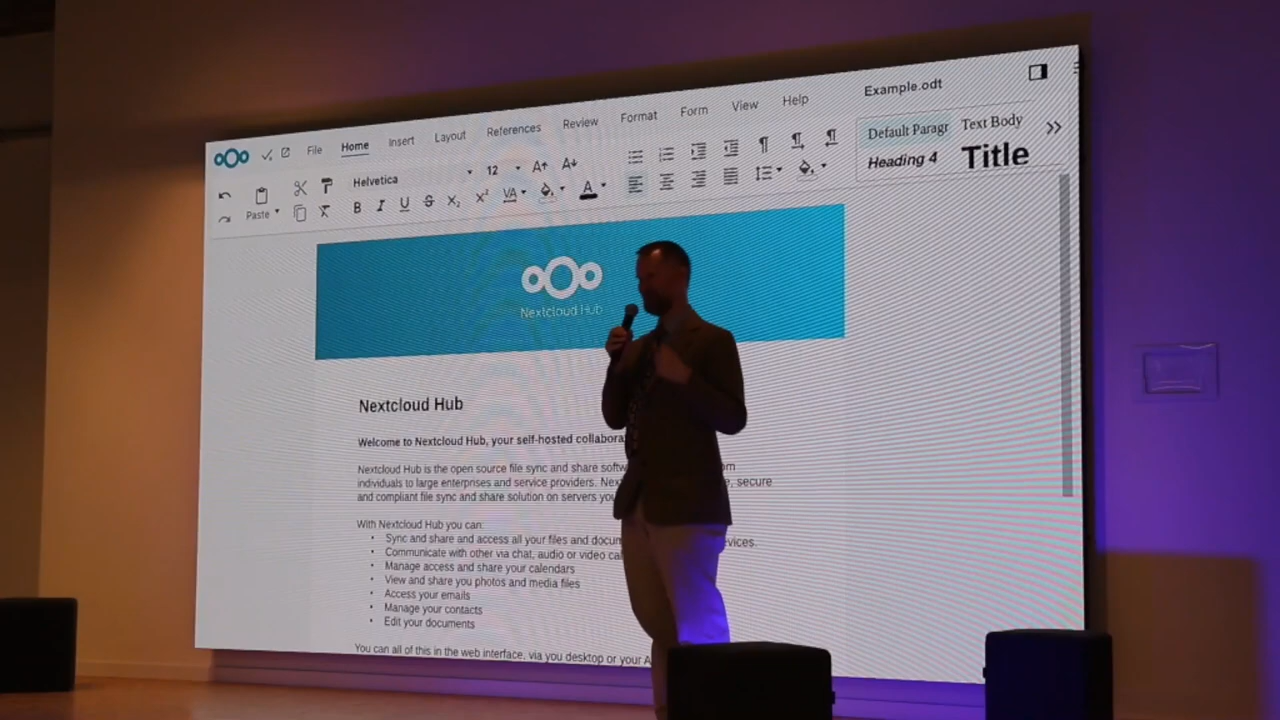 File Home Insert Layout References Review Format Form View Help Example.odt
Paste Helvetica 12 Default Paragr Text Body
B I U S X₂ X² VA A Heading 4 Title
Nextcloud Hub
Nextcloud Hub
Welcome to Nextcloud Hub, your self-hosted
Nextcloud Hub is the open source file sync and share
individuals to large enterprises and service providers. secure
and compliant file sync and share solution on servers
With Nextcloud Hub you can:
• Sync and share and access all your files and
• Communicate with other via chat, audio or video
• Manage access and share your calendars
• View and share you photos and media files
• Access your emails
• Manage your contacts
• Edit your documents
You can all of this in the web interface, via you desktop or your